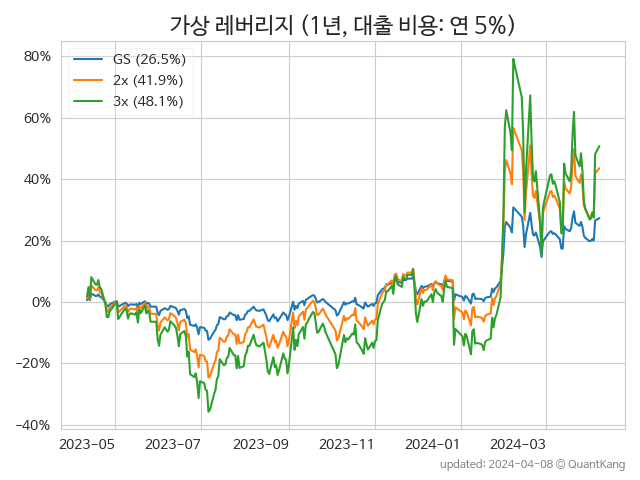 가상 레버리지 (1년, 대출 비용: 연 5%)
GS (26.5%)
2x (41.9%)
3x (48.1%)
80%
60%
40%
20%
0%
−20%
−40%
2023-05 2023-07 2023-09 2023-11 2024-01 2024-03
updated: 2024-04-08 © QuantKang